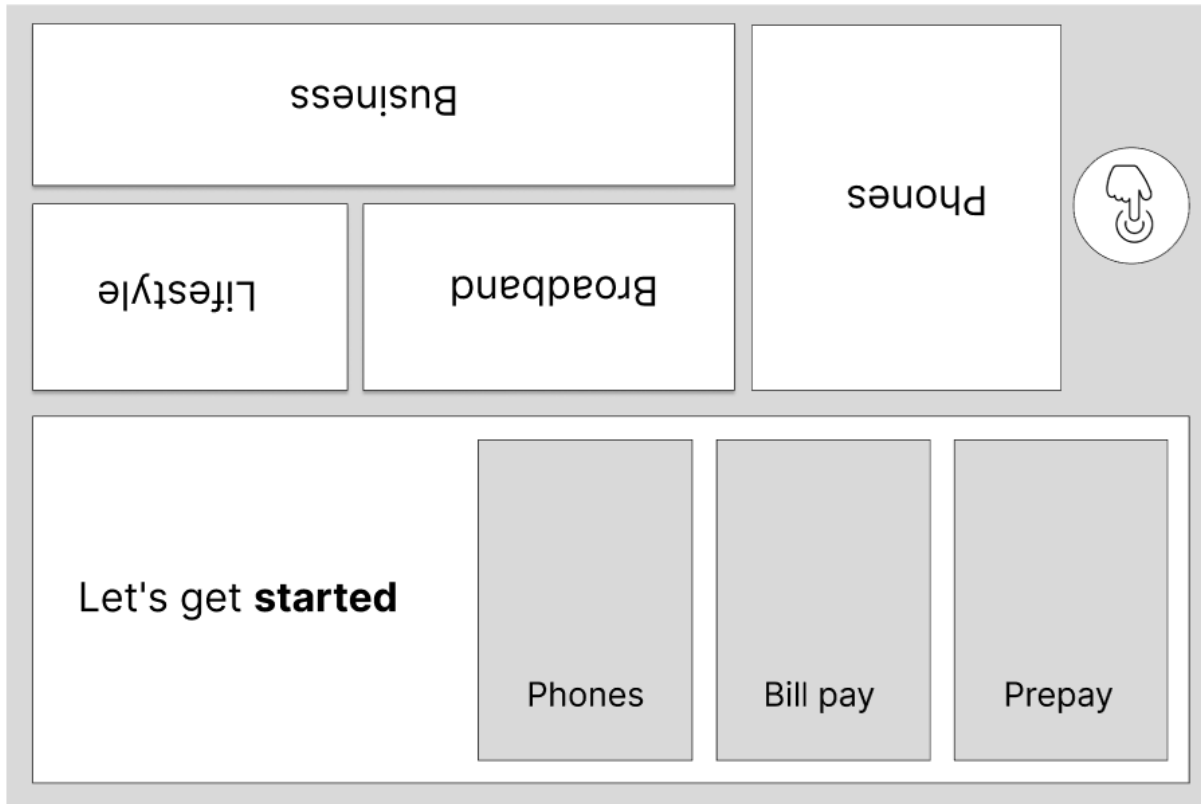 Business
Phones
Lifestyle
Broadband
Let's get started
Phones
Bill pay
Prepay